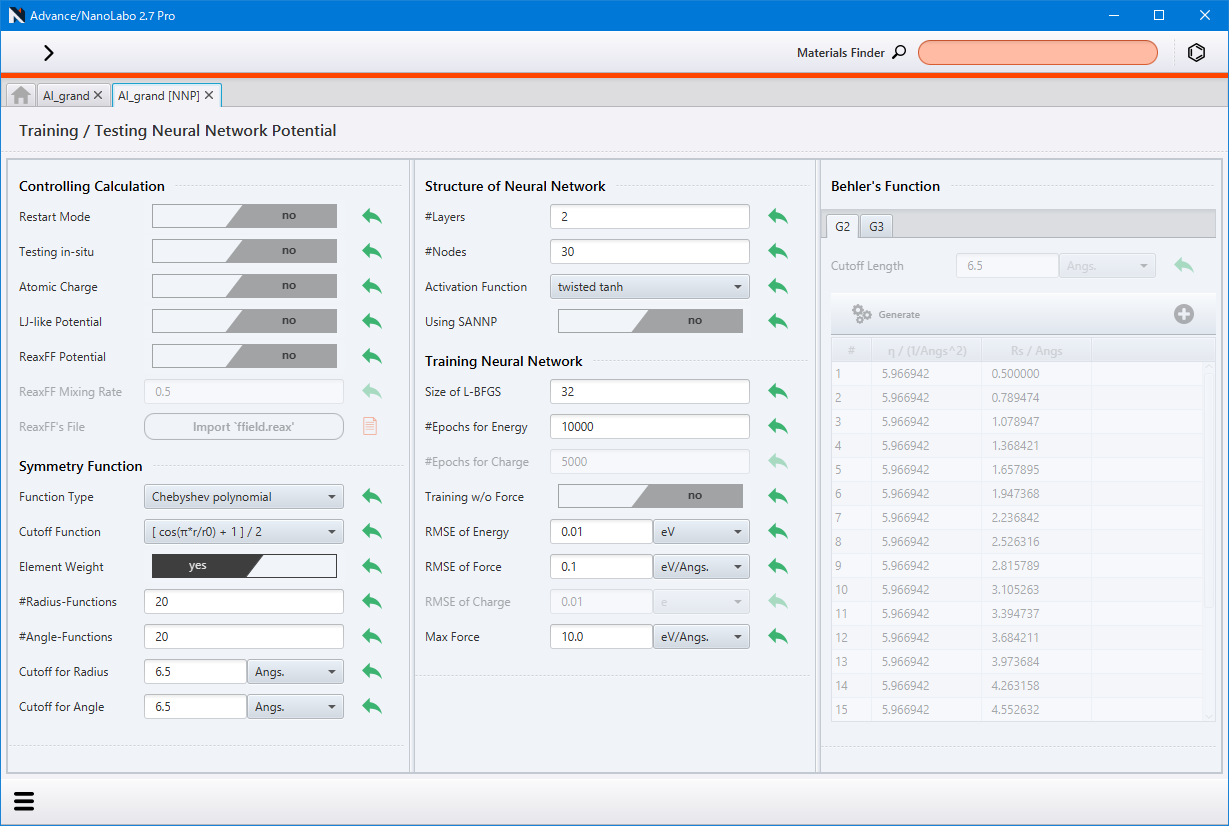 Advance/NanoLabo 2.7 Pro
Materials Finder
Al_grand
Al_grand [NNP]
Training / Testing Neural Network Potential
Controlling Calculation
Restart Mode no
Testing in-situ no
Atomic Charge no
LJ-like Potential no
ReaxFF Potential no
ReaxFF Mixing Rate 0.5
ReaxFF's File Import `ffield.reax'
Symmetry Function
Function Type Chebyshev polynomial
Cutoff Function [ cos(π*r/r0) + 1 ] / 2
Element Weight yes
#Radius-Functions 20
#Angle-Functions 20
Cutoff for Radius 6.5 Angs.
Cutoff for Angle 6.5 Angs.
Structure of Neural Network
#Layers 2
#Nodes 30
Activation Function twisted tanh
Using SANNP no
Training Neural Network
Size of L-BFGS 32
#Epochs for Energy 10000
#Epochs for Charge 5000
Training w/o Force no
RMSE of Energy 0.01 eV
RMSE of Force 0.1 eV/Angs.
RMSE of Charge 0.01 e
Max Force 10.0 eV/Angs.
Behler's Function
G2 G3
Cutoff Length 6.5 Angs.
Generate
# η / (1/Angs^2) Rs / Angs
1 5.966942 0.500000
2 5.966942 0.789474
3 5.966942 1.078947
4 5.966942 1.368421
5 5.966942 1.657895
6 5.966942 1.947368
7 5.966942 2.236842
8 5.966942 2.526316
9 5.966942 2.815789
10 5.966942 3.105263
11 5.966942 3.394737
12 5.966942 3.684211
13 5.966942 3.973684
14 5.966942 4.263158
15 5.966942 4.552632